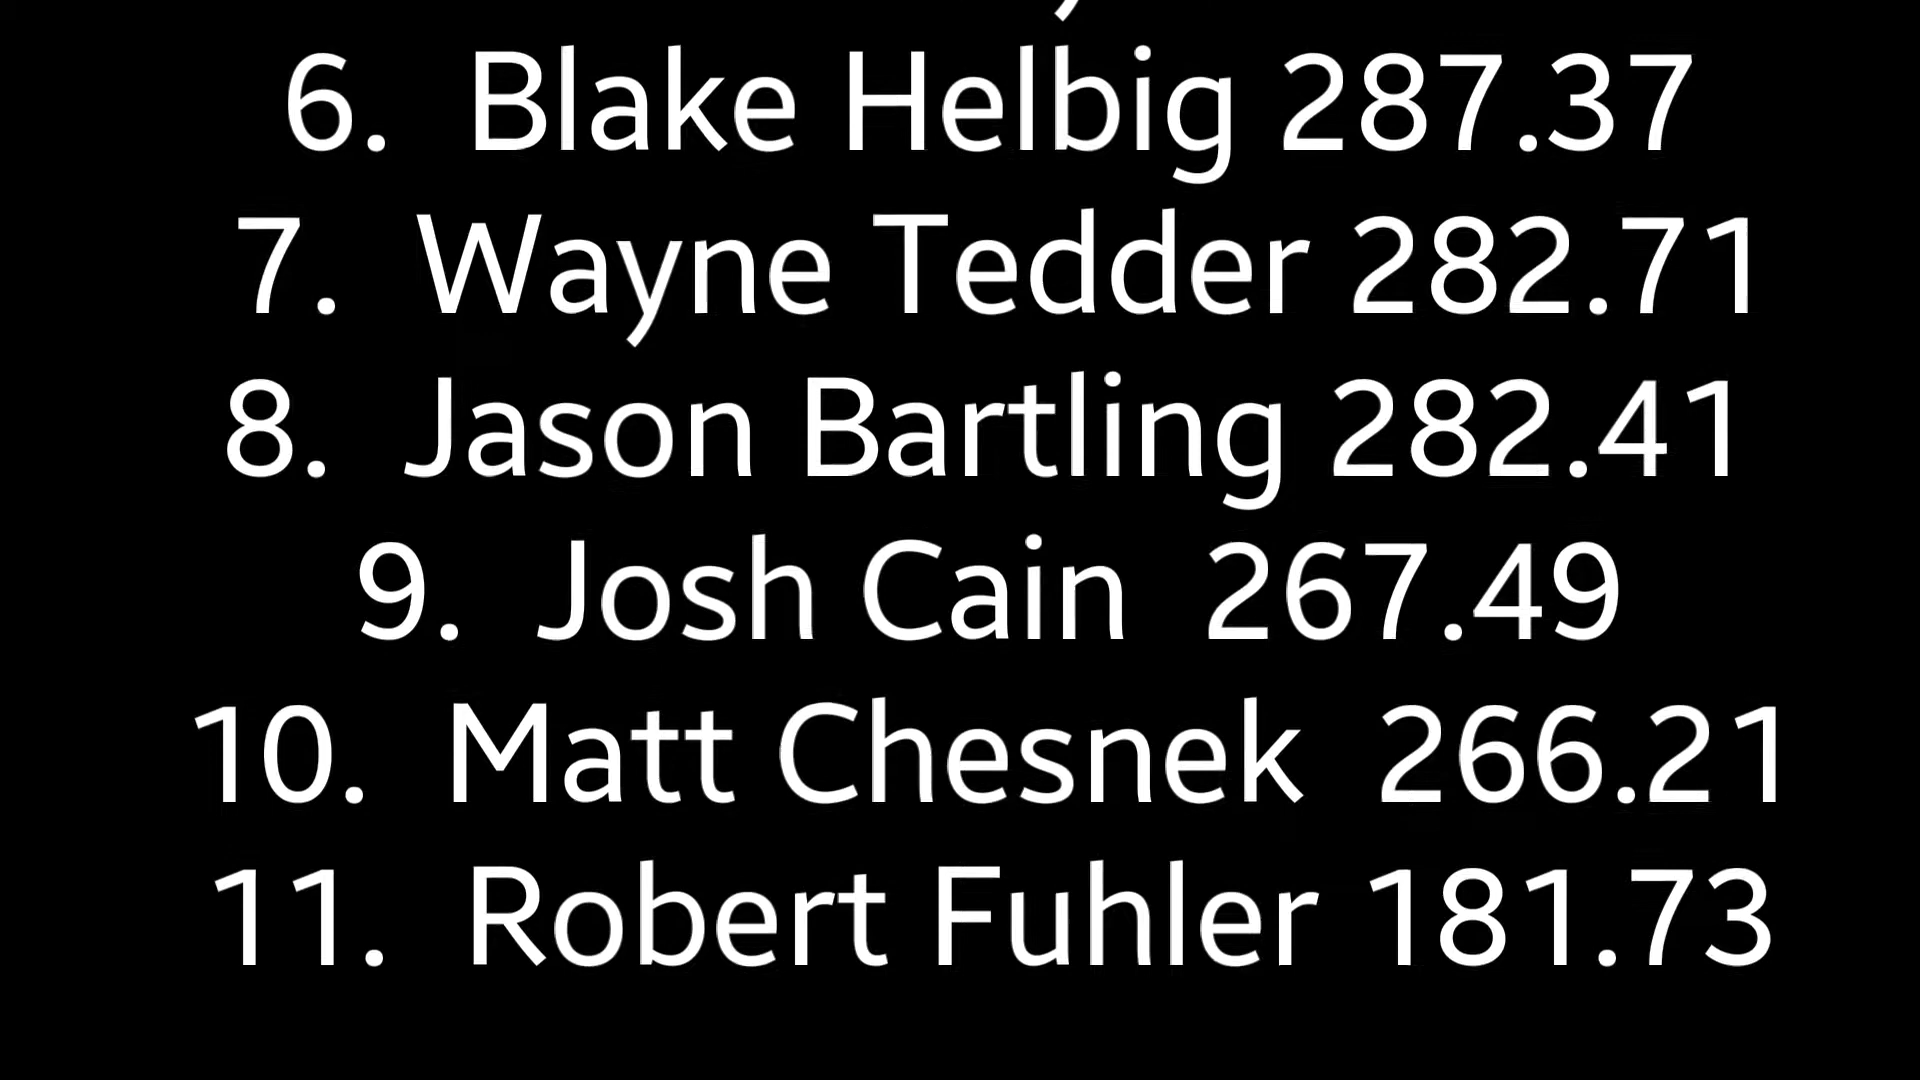 6. Blake Helbig 287.37
7. Wayne Tedder 282.71
8. Jason Bartling 282.41
9. Josh Cain 267.49
10. Matt Chesnek 266.21
11. Robert Fuhler 181.73